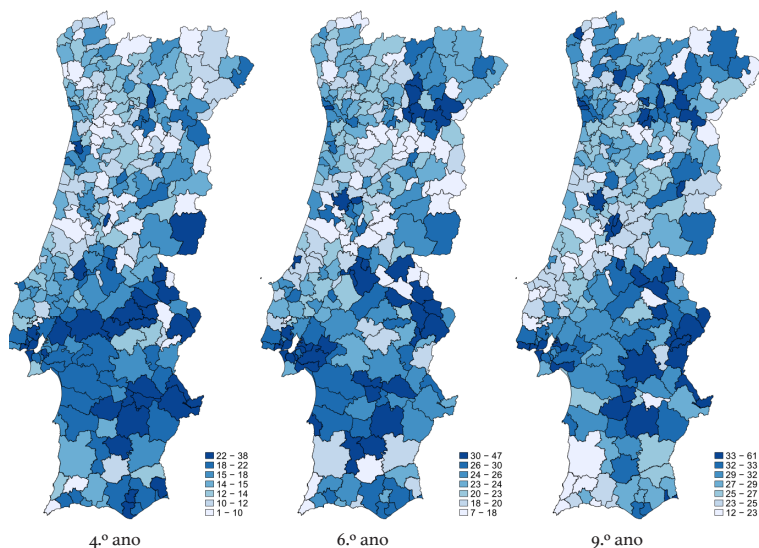 22 – 38
18 – 22
15 – 18
14 – 15
12 – 14
10 – 12
1 – 10
4.º ano
30 – 47
26 – 30
24 – 26
23 – 24
20 – 23
18 – 20
7 – 18
6.º ano
33 – 61
32 – 33
29 – 32
27 – 29
25 – 27
23 – 25
12 – 23
9.º ano